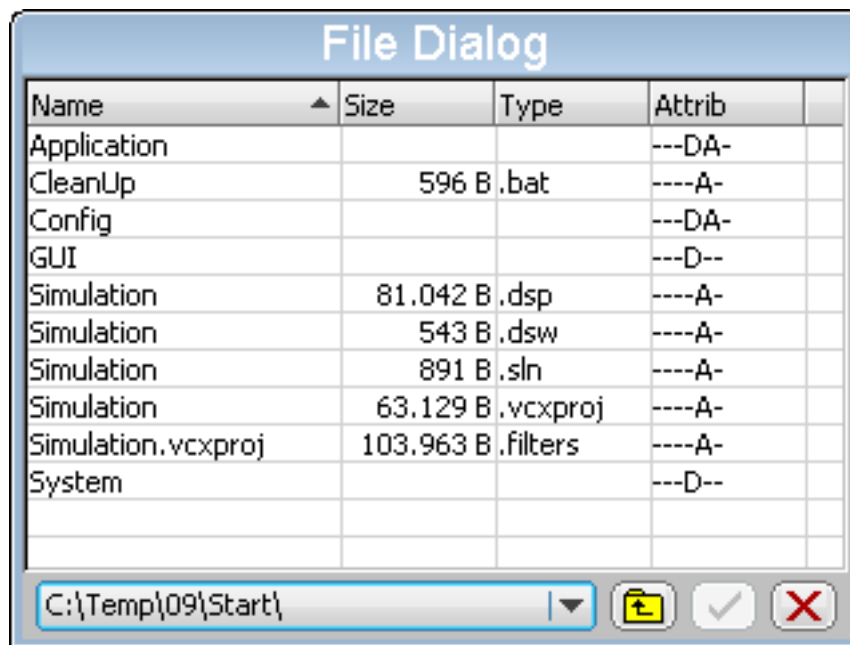 File Dialog
Name Size Type Attrib
Application ---DA-
CleanUp 596 B .bat ----A-
Config ---DA-
GUI ---D--
Simulation 81.042 B .dsp ----A-
Simulation 543 B .dsw ----A-
Simulation 891 B .sln ----A-
Simulation 63.129 B .vcxproj ----A-
Simulation.vcxproj 103.963 B .filters ----A-
System ---D--
C:\Temp\09\Start\